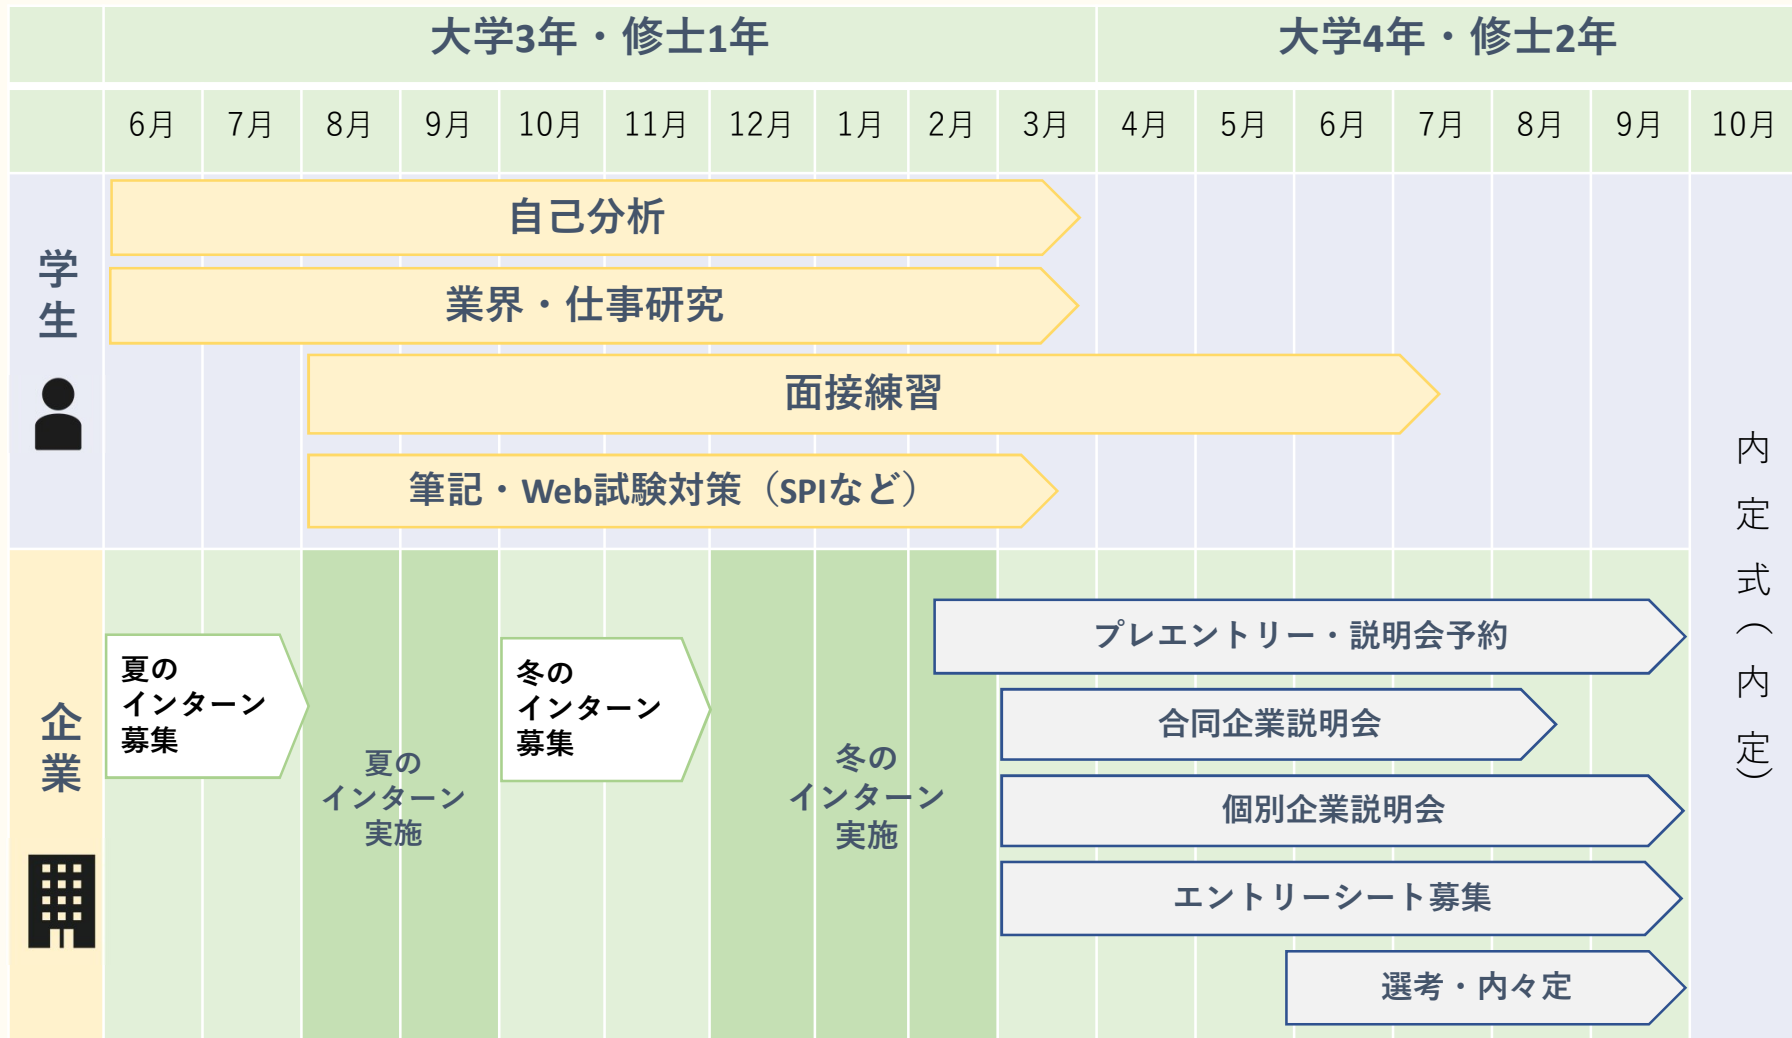 大学3年・修士1年
大学4年・修士2年
6月
7月
8月
9月
10月
11月
12月
1月
2月
3月
4月
5月
6月
7月
8月
9月
10月
学生
自己分析
業界・仕事研究
面接練習
筆記・Web試験対策（SPIなど）
企業
夏の
インターン
募集
夏の
インターン
実施
冬の
インターン
募集
冬の
インターン
実施
プレエントリー・説明会予約
合同企業説明会
個別企業説明会
エントリーシート募集
選考・内々定
内定式（内定）